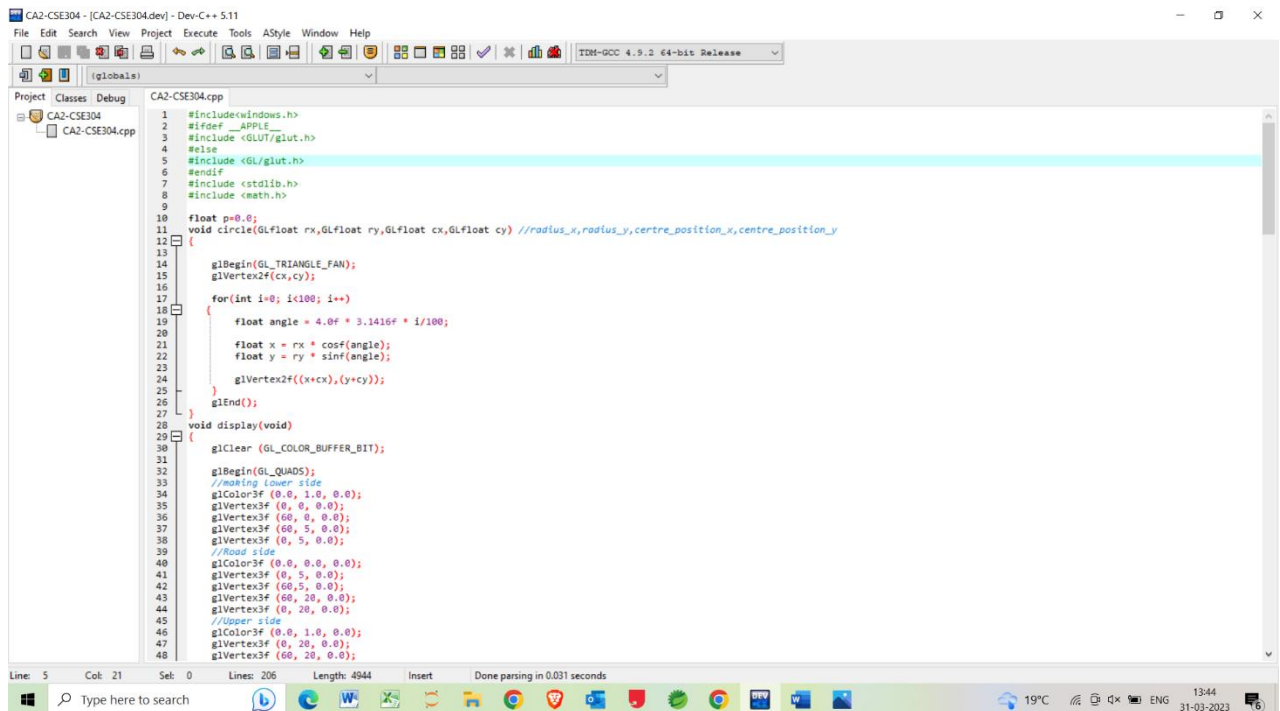 CA2-CSE304 - [CA2-CSE304.dev] - Dev-C++ 5.11
File Edit Search View Project Execute Tools AStyle Window Help
TDM-GCC 4.9.2 64-bit Release
(globals)
Project Classes Debug CA2-CSE304.cpp
CA2-CSE304
CA2-CSE304.cpp
1 #include<windows.h>
2 #ifdef __APPLE__
3 #include <GLUT/glut.h>
4 #else
5 #include <GL/glut.h>
6 #endif
7 #include <stdlib.h>
8 #include <math.h>
9
10 float p=0.0;
11 void circle(GLfloat rx,GLfloat ry,GLfloat cx,GLfloat cy) //radius_x,radius_y,certre_position_x,centre_position_y
12 {
13
14 glBegin(GL_TRIANGLE_FAN);
15 glVertex2f(cx,cy);
16
17 for(int i=0; i<100; i++)
18 {
19 float angle = 4.0f * 3.1416f * i/100;
20
21 float x = rx * cosf(angle);
22 float y = ry * sinf(angle);
23
24 glVertex2f((x+cx),(y+cy));
25 }
26 glEnd();
27 }
28 void display(void)
29 {
30 glClear (GL_COLOR_BUFFER_BIT);
31
32 glBegin(GL_QUADS);
33 //making Lower side
34 glColor3f (0.0, 1.0, 0.0);
35 glVertex3f (0, 0, 0.0);
36 glVertex3f (60, 0, 0.0);
37 glVertex3f (60, 5, 0.0);
38 glVertex3f (0, 5, 0.0);
39 //Road side
40 glColor3f (0.0, 0.0, 0.0);
41 glVertex3f (0, 5, 0.0);
42 glVertex3f (60,5, 0.0);
43 glVertex3f (60, 20, 0.0);
44 glVertex3f (0, 20, 0.0);
45 //Upper side
46 glColor3f (0.0, 1.0, 0.0);
47 glVertex3f (0, 20, 0.0);
48 glVertex3f (60, 20, 0.0);
Line: 5 Col: 21 Sel: 0 Lines: 206 Length: 4944 Insert Done parsing in 0.031 seconds
Type here to search
DEV
19°C ENG 13:44
31-03-2023
6